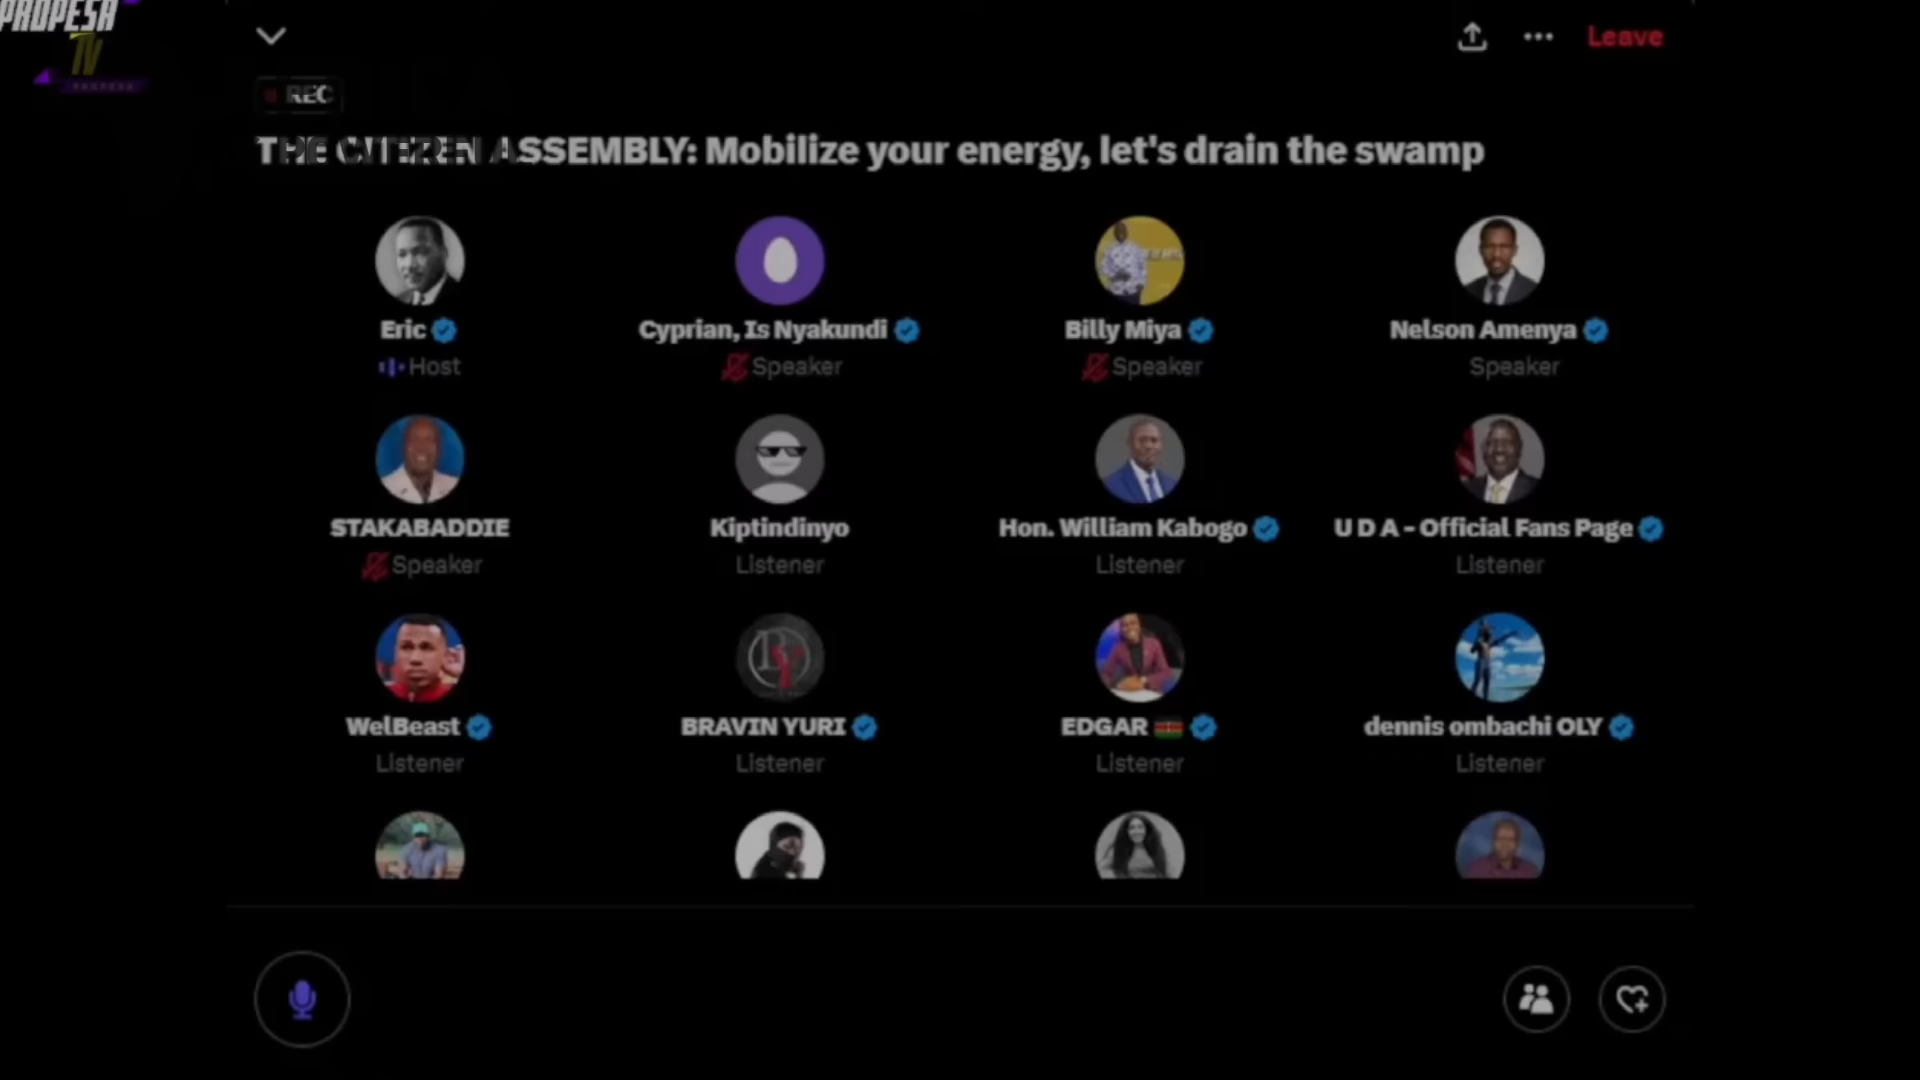 PROPESA
TV
PROPESA
Leave
REC
THE CITIZEN ASSEMBLY: Mobilize your energy, let's drain the swamp
Eric
Host
Cyprian, Is Nyakundi
Speaker
Billy Miya
Speaker
Nelson Amenya
Speaker
STAKABADDIE
Speaker
Kiptindinyo
Listener
Hon. William Kabogo
Listener
U D A - Official Fans Page
Listener
WelBeast
Listener
BRAVIN YURI
Listener
EDGAR
Listener
dennis ombachi OLY
Listener